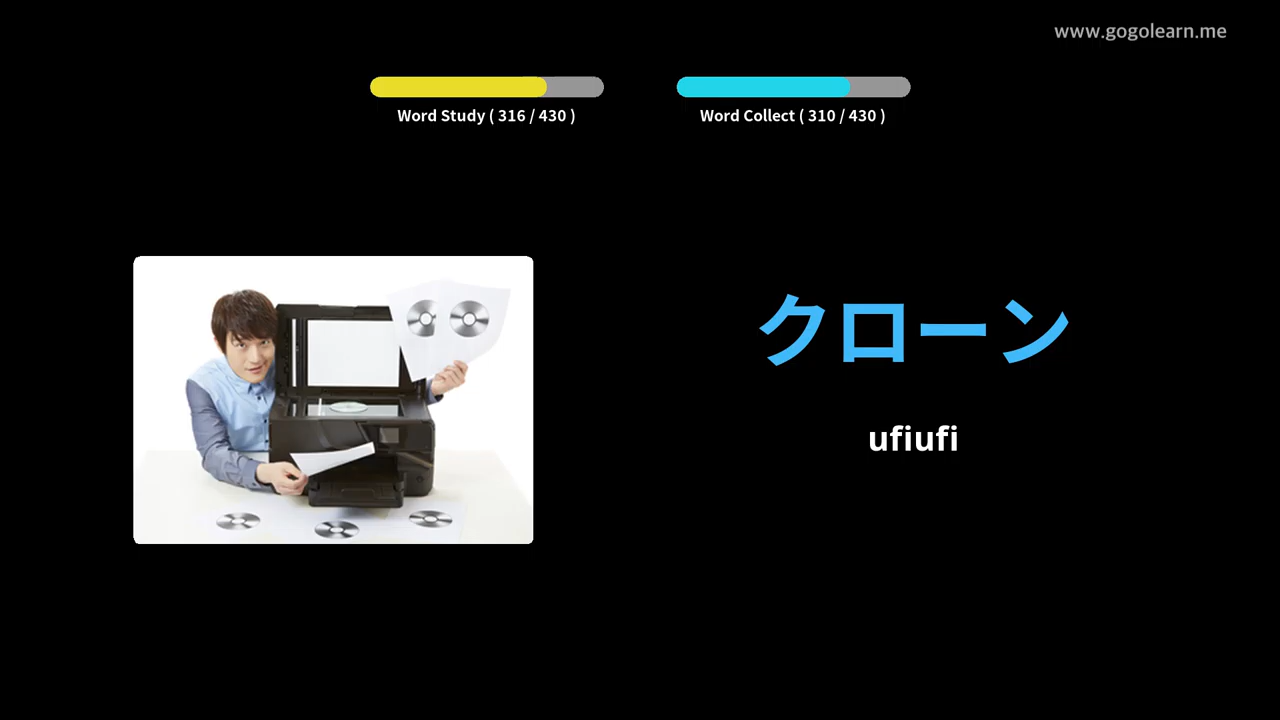 www.gogolearn.me
Word Study ( 316 / 430 )
Word Collect ( 310 / 430 )
クローン
ufiufi